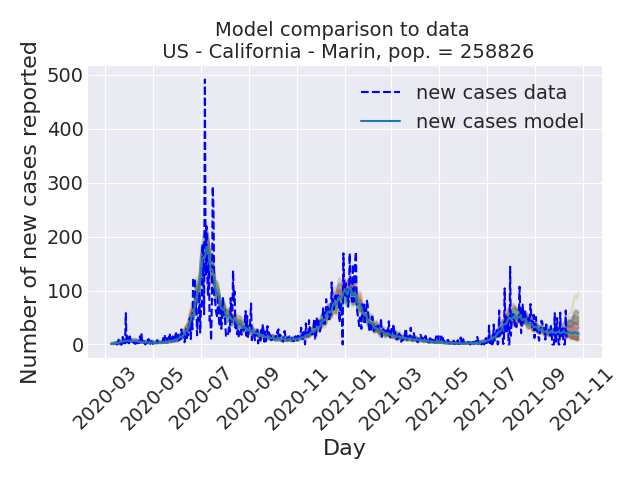 Model comparison to data
US - California - Marin, pop. = 258826
Number of new cases reported
500
400
300
200
100
0
new cases data
new cases model
2020-03
2020-05
2020-07
2020-09
2020-11
2021-01
2021-03
2021-05
2021-07
2021-09
2021-11
Day